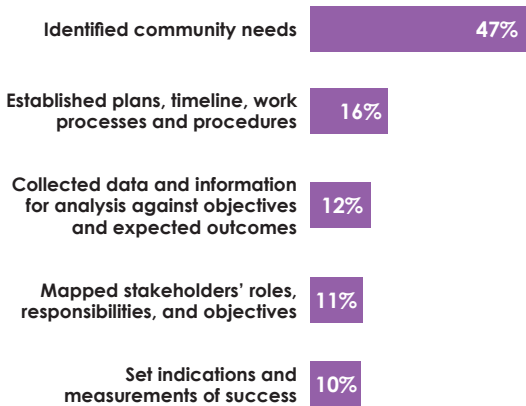 Identified community needs
47%
Established plans, timeline, work
processes and procedures
16%
Collected data and information
for analysis against objectives
and expected outcomes
12%
Mapped stakeholders' roles,
responsibilities, and objectives
11%
Set indications and
measurements of success
10%